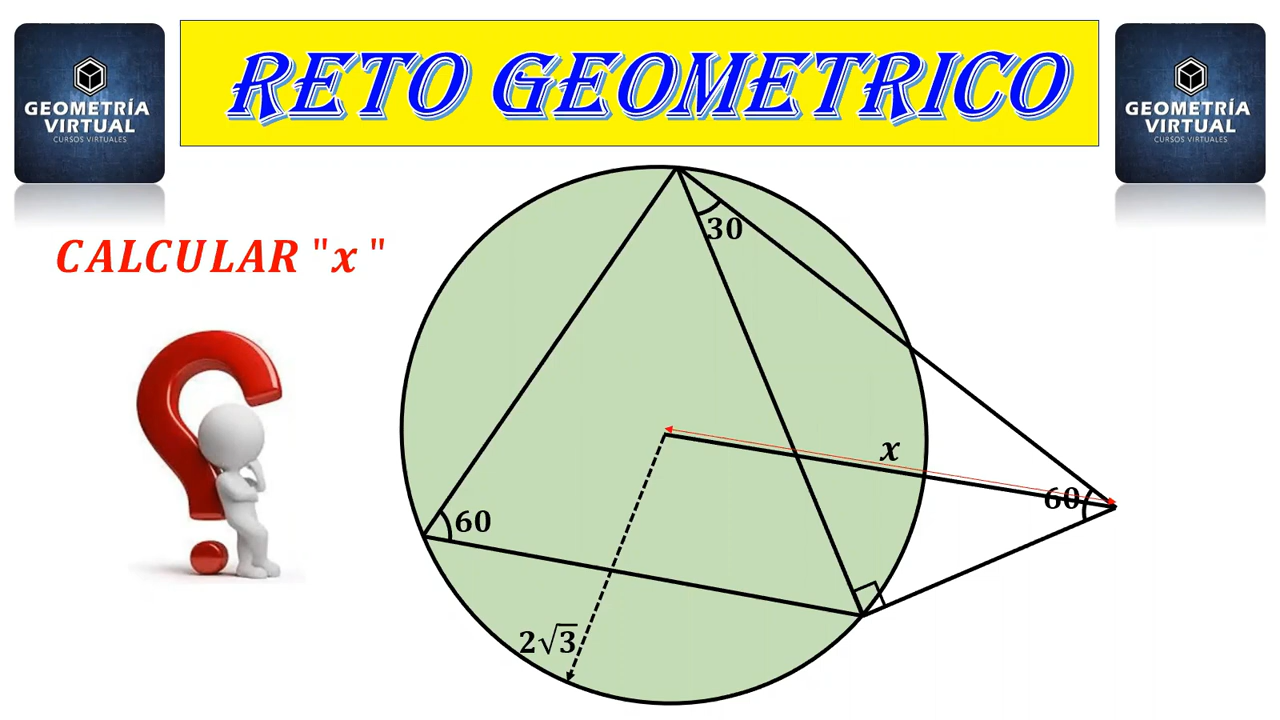 GEOMETRÍA
VIRTUAL
CURSOS VIRTUALES
RETO GEOMETRICO
GEOMETRÍA
VIRTUAL
CURSOS VIRTUALES
CALCULAR "x"
30
x
60
60
2√3